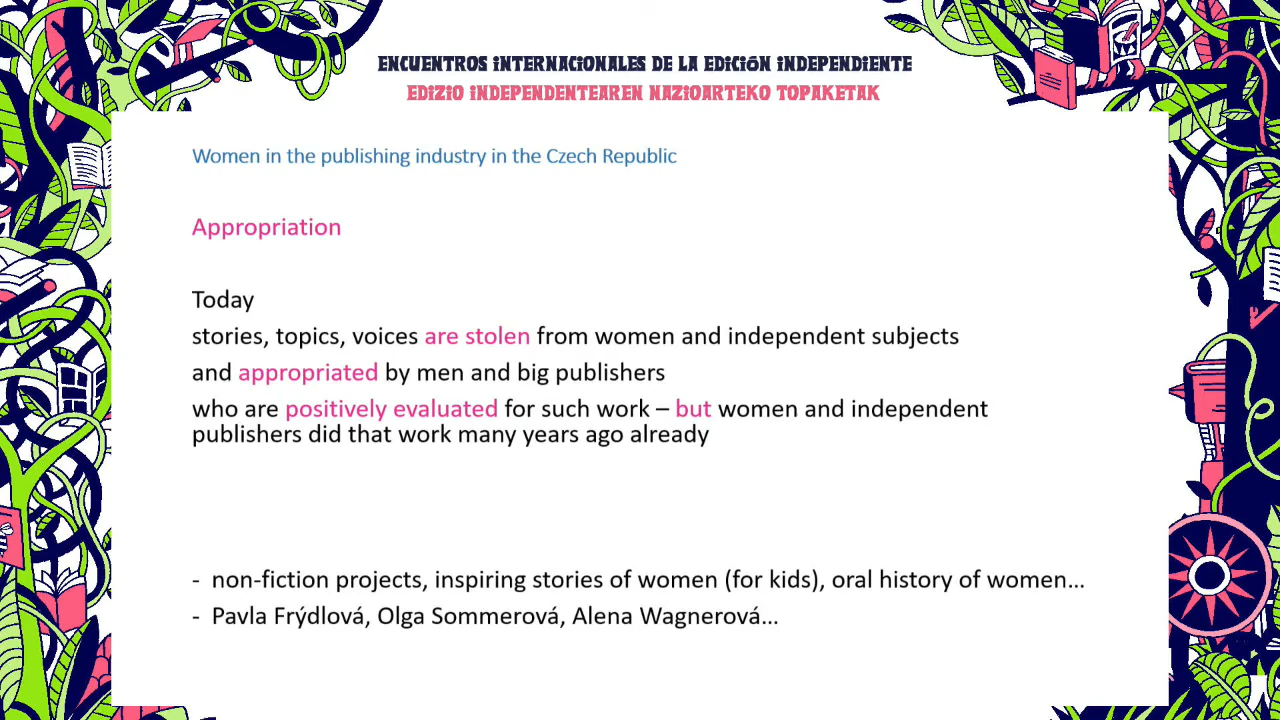 ENCUENTROS INTERNACIONALES DE LA EDICIÓN INDEPENDIENTE
EDIZIO INDEPENDENTEAREN NAZIOARTEKO TOPAKETAK
Women in the publishing industry in the Czech Republic
Appropriation
Today
stories, topics, voices are stolen from women and independent subjects
and appropriated by men and big publishers
who are positively evaluated for such work – but women and independent
publishers did that work many years ago already
- non-fiction projects, inspiring stories of women (for kids), oral history of women...
- Pavla Frýdlová, Olga Sommerová, Alena Wagnerová...